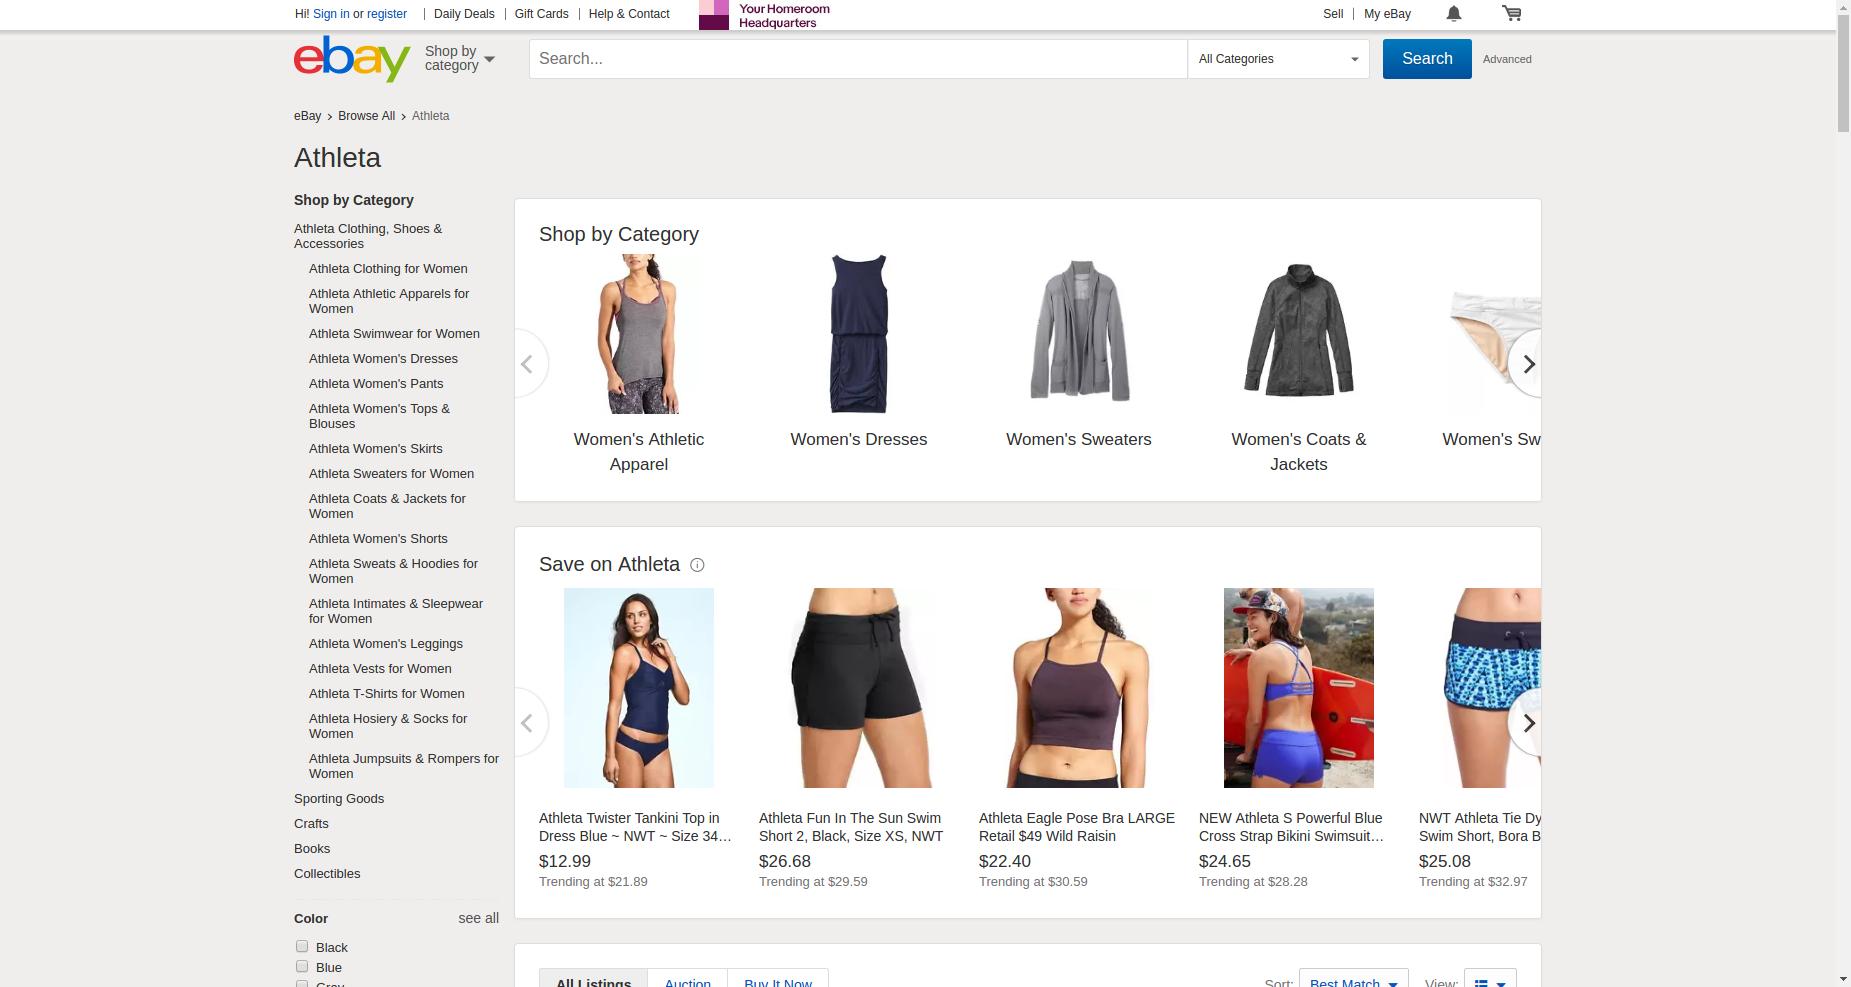 Hi! Sign in or register
Daily Deals
Gift Cards
Help & Contact
Your Homeroom
Headquarters
Sell
My eBay
ebay
Shop by
category
Search...
All Categories
Search
Advanced
eBay
Browse All
Athleta
Athleta
Shop by Category
Athleta Clothing, Shoes &
Accessories
Athleta Clothing for Women
Athleta Athletic Apparels for
Women
Athleta Swimwear for Women
Athleta Women's Dresses
Athleta Women's Pants
Athleta Women's Tops &
Blouses
Athleta Women's Skirts
Athleta Sweaters for Women
Athleta Coats & Jackets for
Women
Athleta Women's Shorts
Athleta Sweats & Hoodies for
Women
Athleta Intimates & Sleepwear
for Women
Athleta Women's Leggings
Athleta Vests for Women
Athleta T-Shirts for Women
Athleta Hosiery & Socks for
Women
Athleta Jumpsuits & Rompers for
Women
Sporting Goods
Crafts
Books
Collectibles
Color
see all
Black
Blue
Gray
Shop by Category
Women's Athletic
Apparel
Women's Dresses
Women's Sweaters
Women's Coats &
Jackets
Women's Sw
Save on Athleta
Athleta Twister Tankini Top in
Dress Blue ~ NWT ~ Size 34...
$12.99
Trending at $21.89
Athleta Fun In The Sun Swim
Short 2, Black, Size XS, NWT
$26.68
Trending at $29.59
Athleta Eagle Pose Bra LARGE
Retail $49 Wild Raisin
$22.40
Trending at $30.59
NEW Athleta S Powerful Blue
Cross Strap Bikini Swimsuit...
$24.65
Trending at $28.28
NWT Athleta Tie Dy
Swim Short, Bora B
$25.08
Trending at $32.97
All Listings
Auction
Buy It Now
Sort:
Best Match
View: